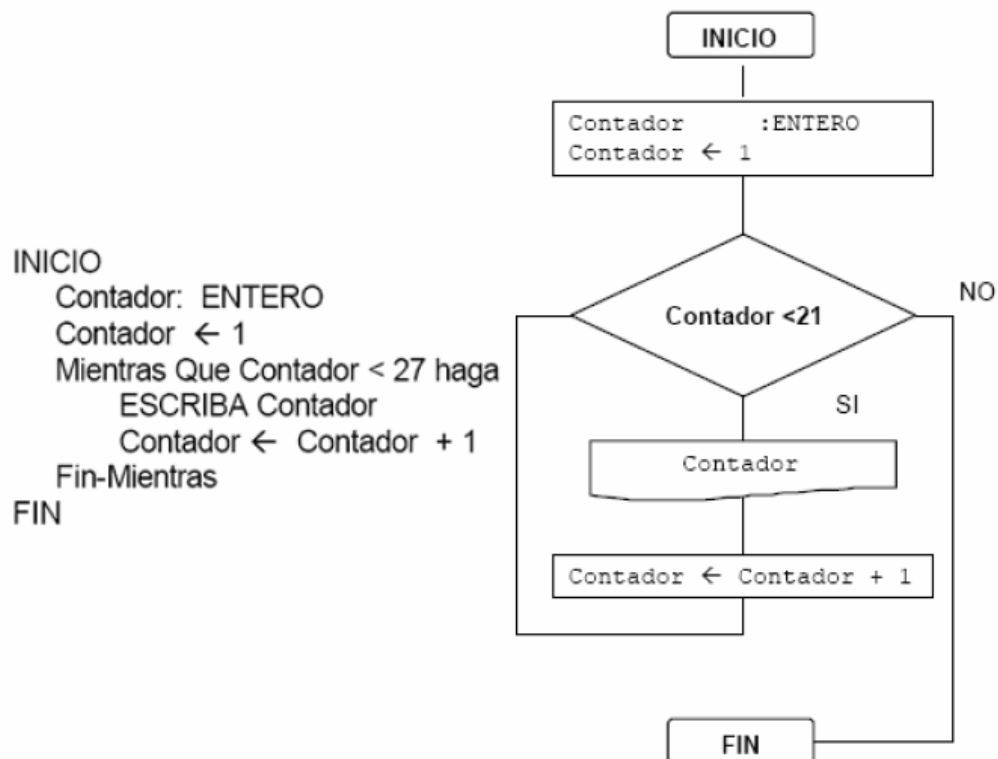 INICIO
Contador: ENTERO
Contador ← 1
Mientras Que Contador < 27 haga
ESCRIBA Contador
Contador ← Contador + 1
Fin-Mientras
FIN
INICIO
Contador :ENTERO
Contador ← 1
Contador <21
NO
SI
Contador
Contador ← Contador + 1
FIN